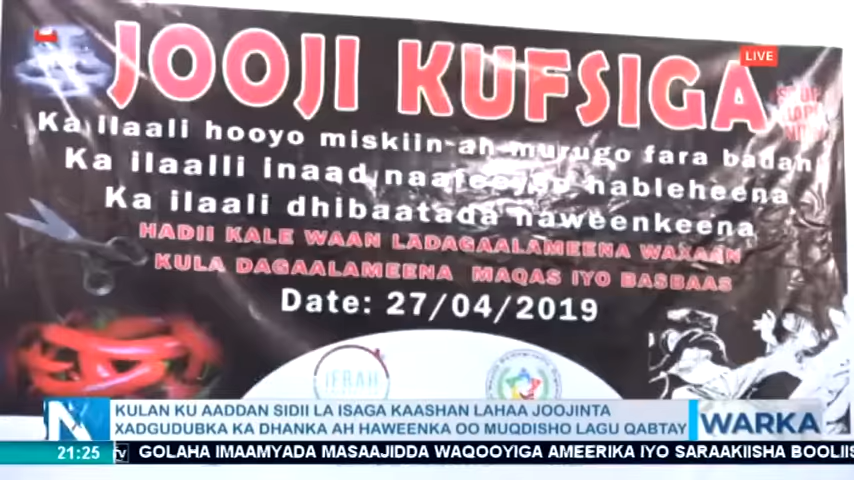 LIVE
JOOJI KUFSIGA
Ka ilaali hooyo miskiin-ah murugo fara badan
Ka ilaalli inaad hableheena
Ka ilaali dhibaatada haweenkeena
HADII KALE WAAN LADAGAALAMEENA WAXAAN
KULA DAGAALAMEENA MAQAS IYO BASBAAS
Date: 27/04/2019
IFRAH
KULAN KU AADDAN SIDII LA ISAGA KAASHAN LAHAA JOOJINTA
XADGUDUBKA KA DHANKA AH HAWEENKA OO MUQDISHO LAGU QABTAY
WARKA
21:25 tv GOLAHA IMAAMYADA MASAAJIDDA WAQOOYIGA AMEERIKA IYO SARAAKIISHA BOOLIIS